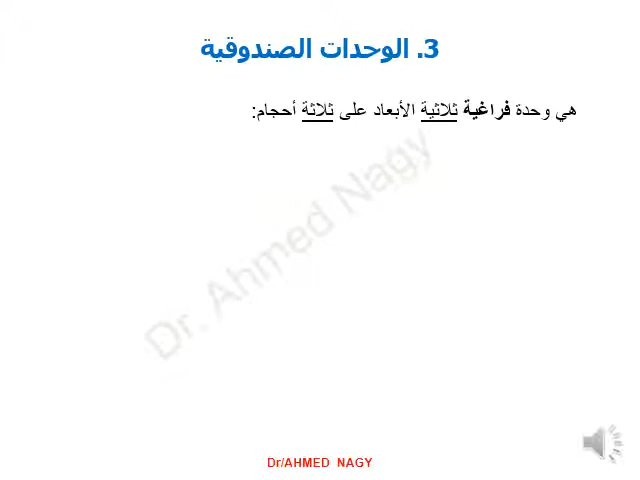 3. الوحدات الصندوقية
هي وحدة فراغية ثلاثية الأبعاد على ثلاثة أحجام:
Dr. Ahmed Nagy
Dr/AHMED NAGY